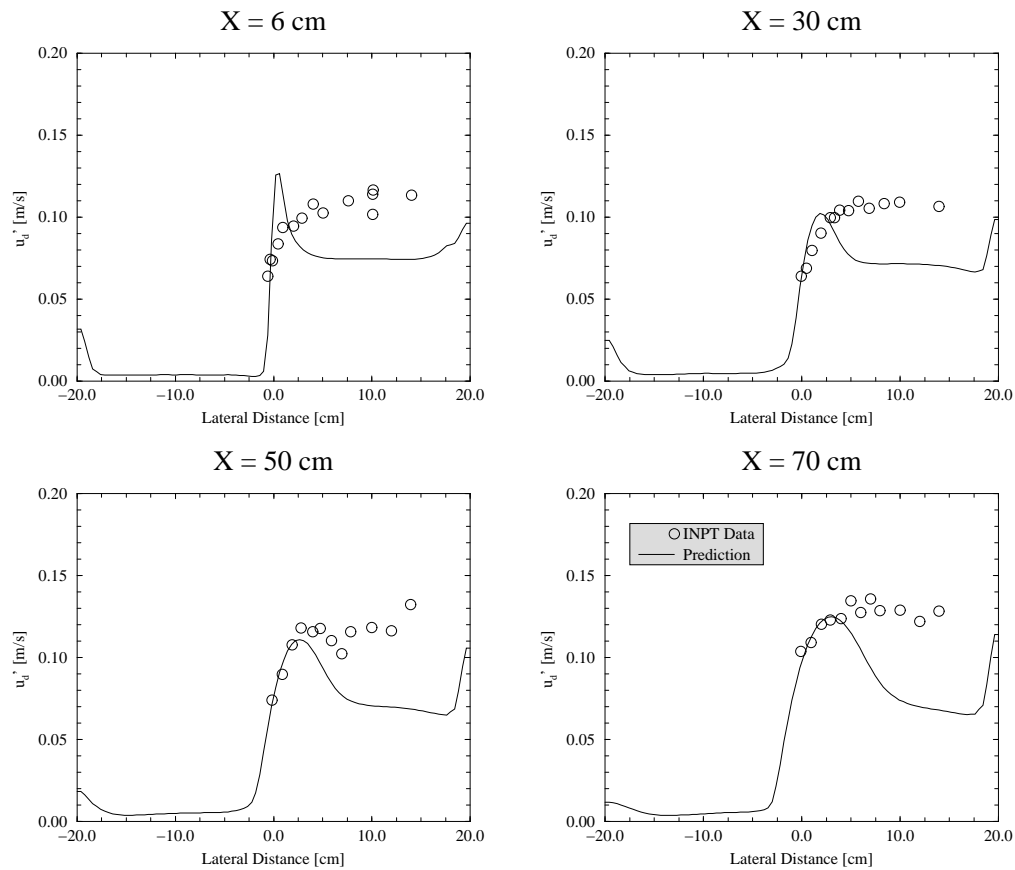 X = 6 cm
0.20
0.15
0.10
0.05
0.00
u_d' [m/s]
−20.0 −10.0 0.0 10.0 20.0
Lateral Distance [cm]
X = 30 cm
0.20
0.15
0.10
0.05
0.00
u_d' [m/s]
−20.0 −10.0 0.0 10.0 20.0
Lateral Distance [cm]
X = 50 cm
0.20
0.15
0.10
0.05
0.00
u_d' [m/s]
−20.0 −10.0 0.0 10.0 20.0
Lateral Distance [cm]
X = 70 cm
0.20
0.15
0.10
0.05
0.00
u_d' [m/s]
INPT Data
Prediction
−20.0 −10.0 0.0 10.0 20.0
Lateral Distance [cm]